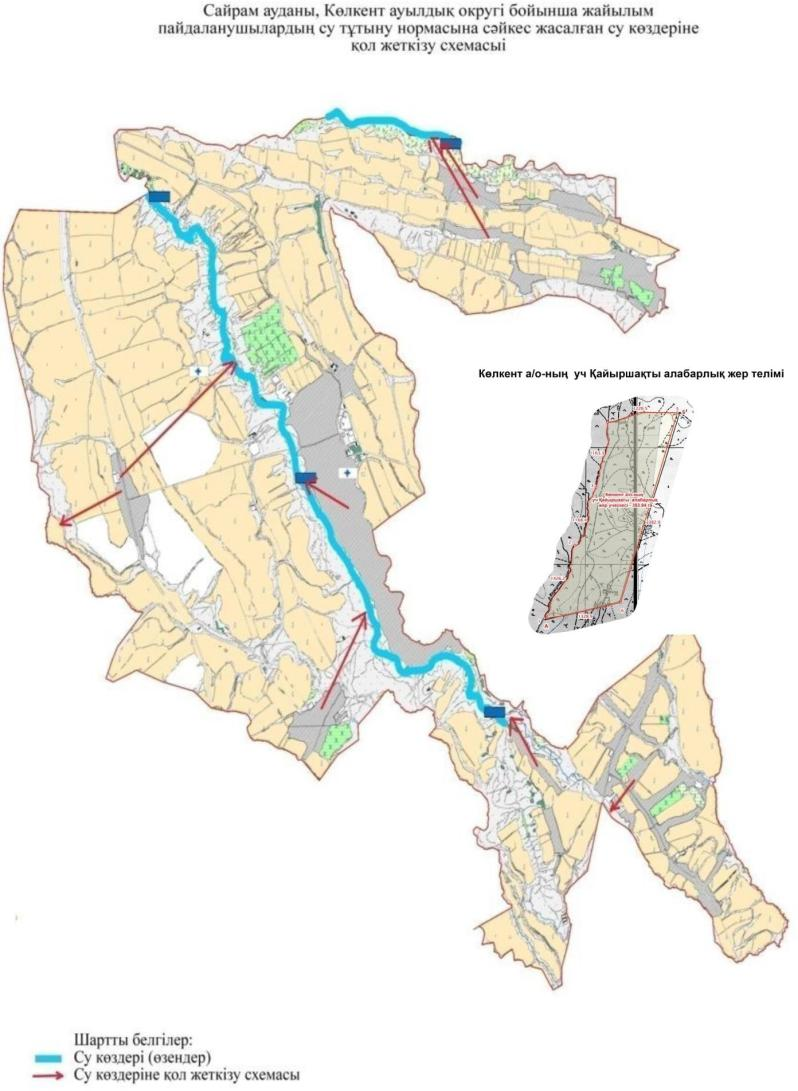 Сайрам ауданы, Көлкент ауылдық округі бойынша жайылым
пайдаланушылардың су тұтыну нормасына сәйкес жасалған су көздеріне
қол жеткізу схемасыі
Көлкент а/о-ның уч Қайыршақты алабарлық жер телімі
Шартты белгілер:
Су көздері (өзендер)
Су көздеріне қол жеткізу схемасы